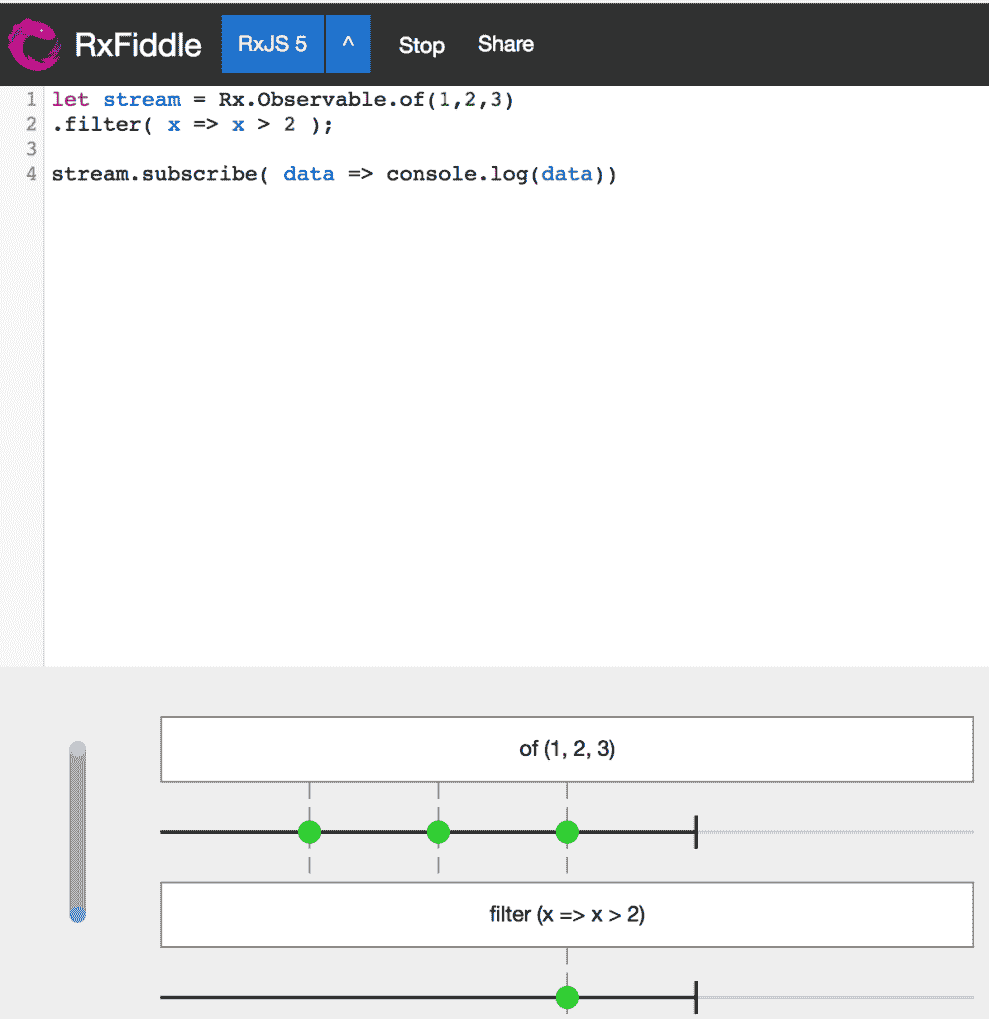 RxFiddle RxJS 5 ^ Stop Share
1 let stream = Rx.Observable.of(1,2,3)
2 .filter( x => x > 2 );
3
4 stream.subscribe( data => console.log(data))
of (1, 2, 3)
filter (x => x > 2)